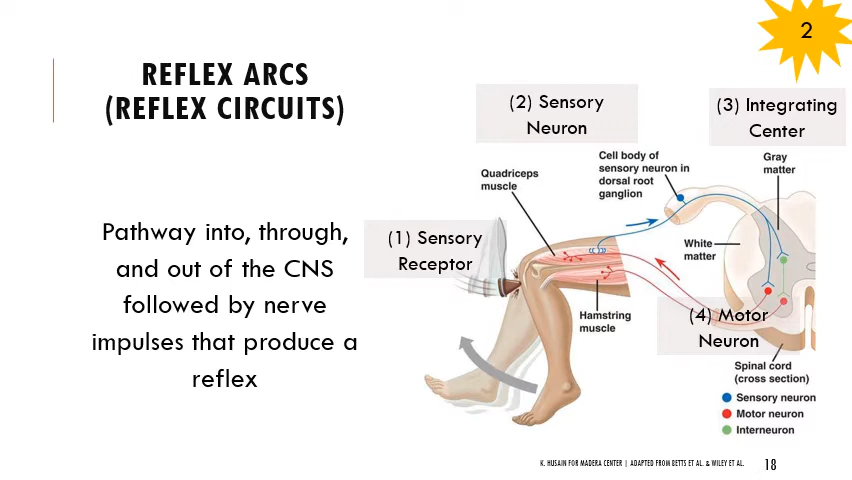 2
REFLEX ARCS
(REFLEX CIRCUITS)
Pathway into, through,
and out of the CNS
followed by nerve
impulses that produce a
reflex
(2) Sensory
Neuron
(3) Integrating
Center
Cell body of
sensory neuron in
dorsal root
ganglion
Gray
matter
Quadriceps
muscle
(1) Sensory
Receptor
White
matter
Hamstring
muscle
(4) Motor
Neuron
Spinal cord
(cross section)
Sensory neuron
Motor neuron
Interneuron
K. HUSAIN FOR MADERA CENTER | ADAPTED FROM BETTS ET AL. & WILEY ET AL.
18